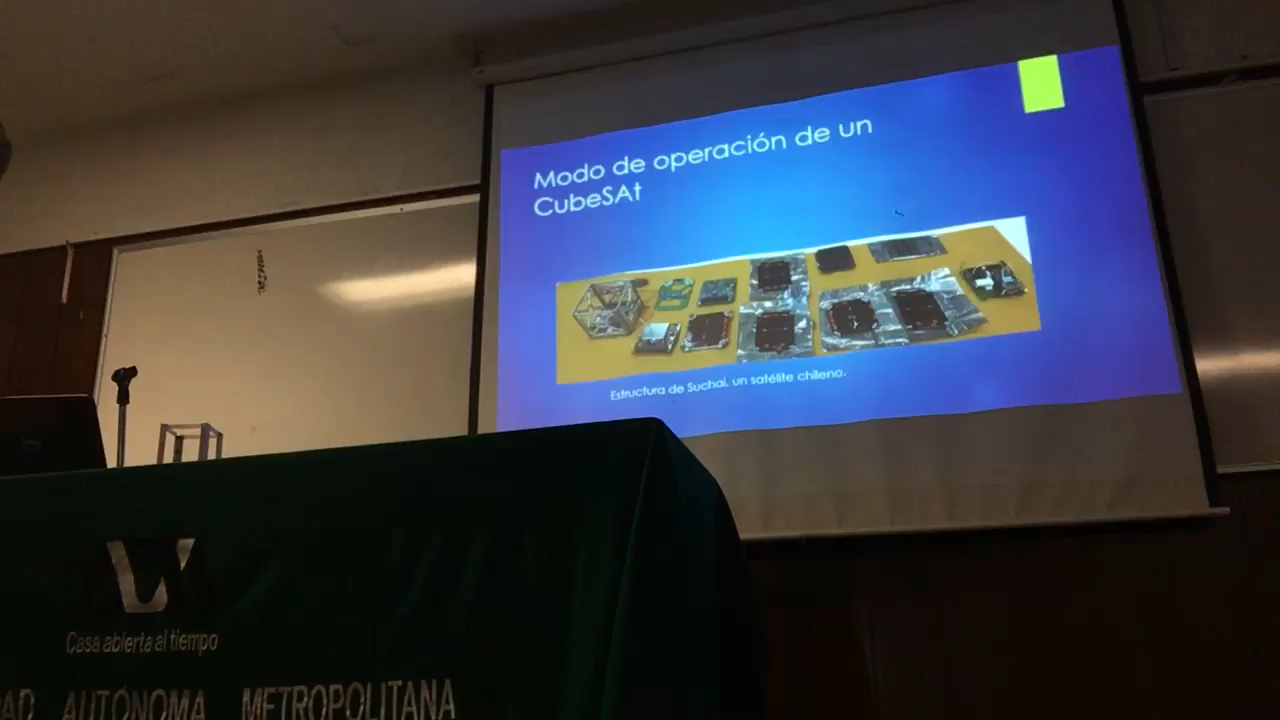 Modo de operación de un
CubeSAt
Estructura de Suchai, un satélite chileno.
Casa abierta al tiempo
AUTÓNOMA METROPOLITANA